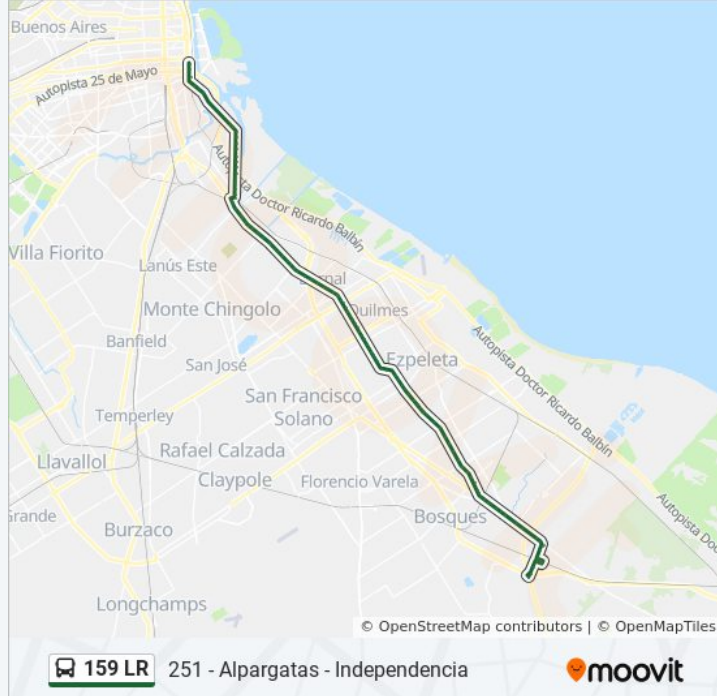 Buenos Aires
Autopista 25 de Mayo
Autopista Doctor Ricardo Balbín
Villa Fiorito
Lanús Este
Monte Chingolo
Quilmes
Banfield
San José
Ezpeleta
Autopista Doctor Ricardo Balbín
San Francisco
Solano
Temperley
Rafael Calzada
Llavallol
Claypole
Florencio Varela
Autopista Doc
Grande
Bosques
Burzaco
Longchamps
© OpenStreetMap contributors | © OpenMapTiles
159 LR 251 - Alpargatas - Independencia moovit